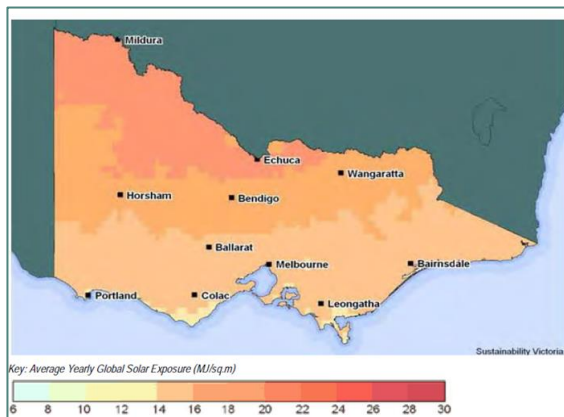 Mildura
Echuca
Wangaratta
Horsham
Bendigo
Ballarat
Melbourne
Bairnsdale
Portland
Colac
Leongatha
Sustainability Victoria
Key: Average Yearly Global Solar Exposure (MJ/sq.m)
6 8 10 12 14 16 18 20 22 24 26 28 30